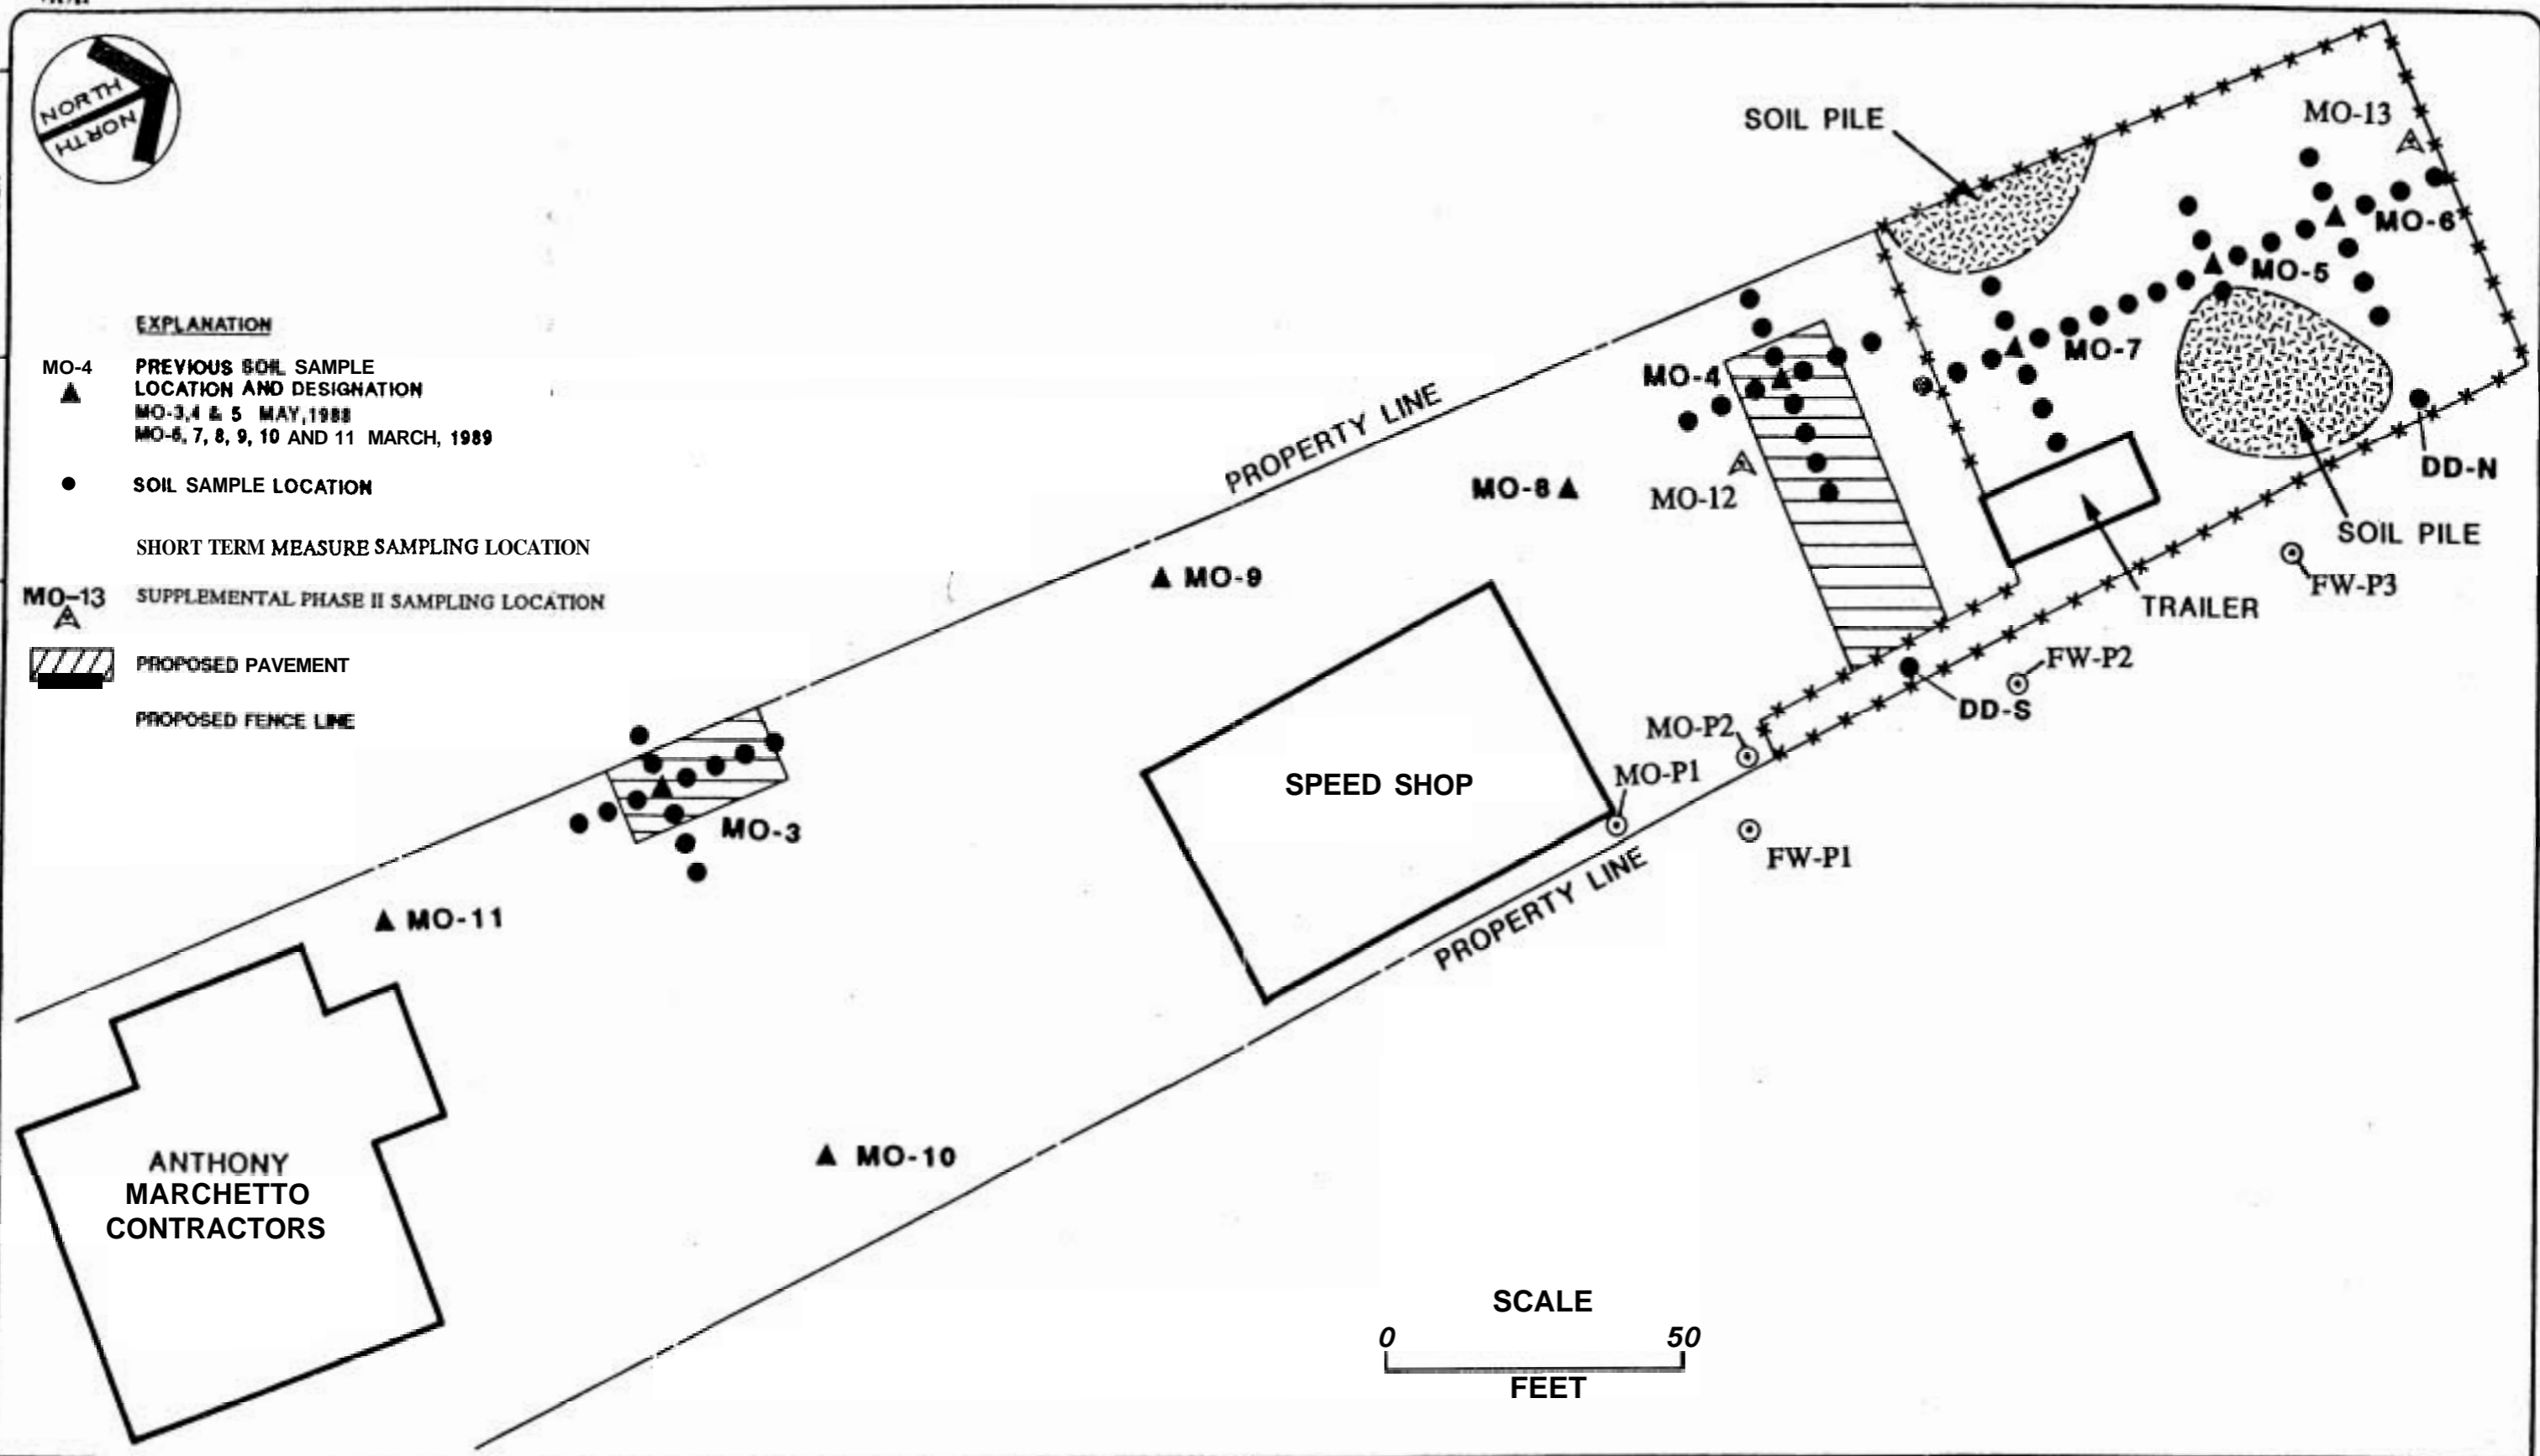 NORTH
NORTH
EXPLANATION
MO-4 PREVIOUS SOIL SAMPLE
LOCATION AND DESIGNATION
MO-3,4 & 5 MAY,1988
MO-6, 7, 8, 9, 10 AND 11 MARCH, 1989
SOIL SAMPLE LOCATION
SHORT TERM MEASURE SAMPLING LOCATION
MO-13 SUPPLEMENTAL PHASE II SAMPLING LOCATION
PROPOSED PAVEMENT
PROPOSED FENCE LINE
SOIL PILE
MO-13
MO-6
MO-5
MO-7
MO-4
PROPERTY LINE
MO-8
MO-12
DD-N
SOIL PILE
FW-P3
TRAILER
MO-9
FW-P2
DD-S
MO-P2
MO-P1
SPEED SHOP
FW-P1
MO-3
PROPERTY LINE
MO-11
MO-10
ANTHONY
MARCHETTO
CONTRACTORS
SCALE
0 50
FEET